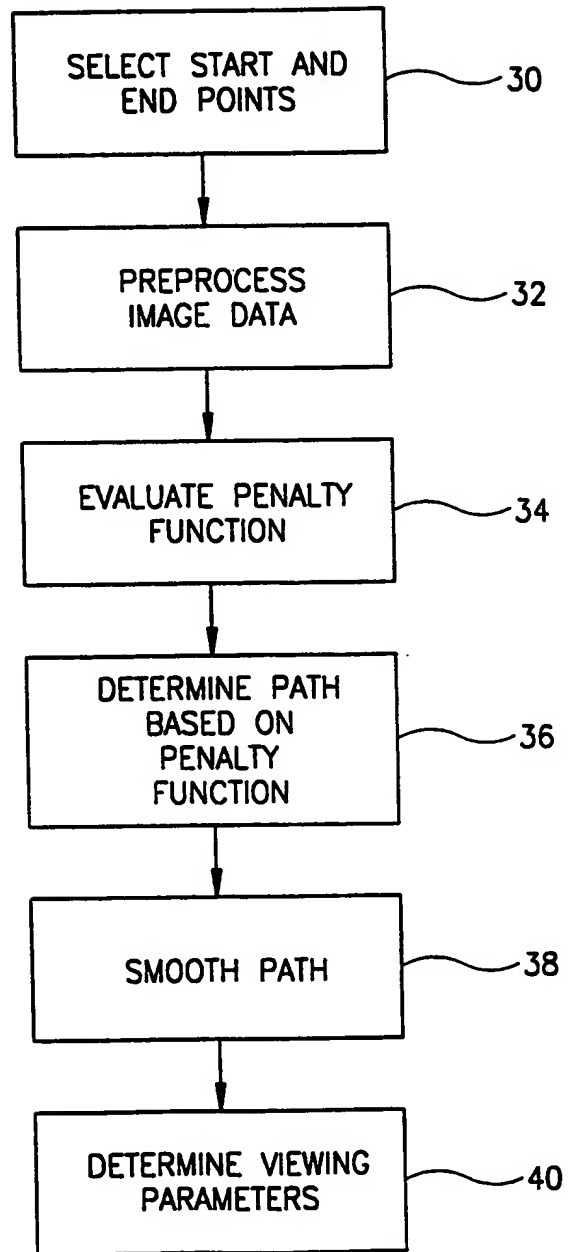 SELECT START AND
END POINTS
30
PREPROCESS
IMAGE DATA
32
EVALUATE PENALTY
FUNCTION
34
DETERMINE PATH
BASED ON
PENALTY
FUNCTION
36
SMOOTH PATH
38
DETERMINE VIEWING
PARAMETERS
40